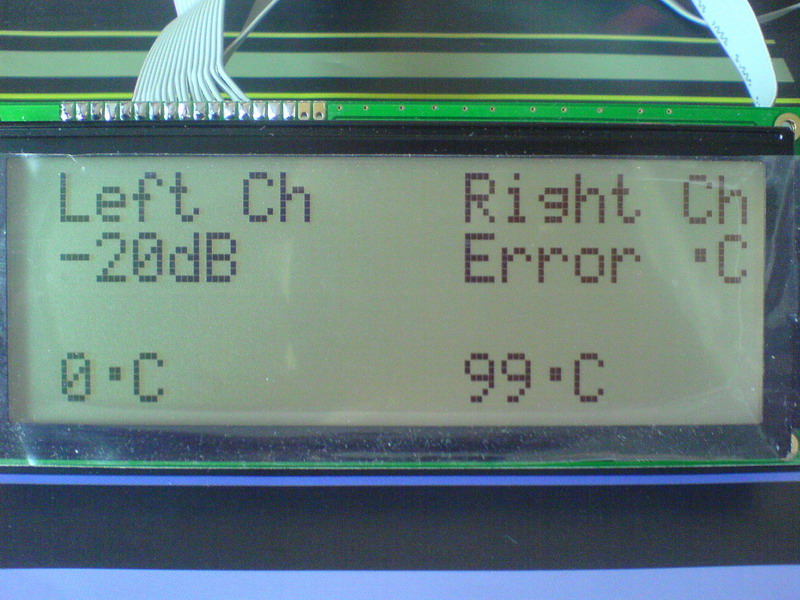 Left Ch Right Ch
-20dB Error ·C
0·C 99·C